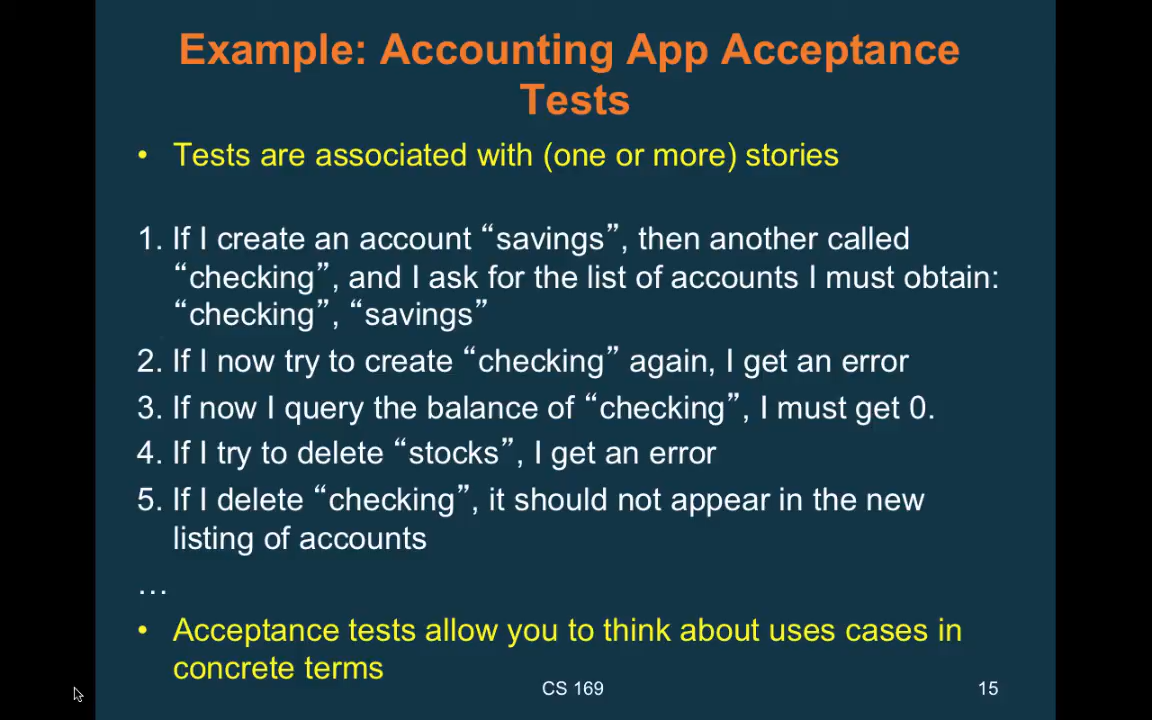 Example: Accounting App Acceptance
Tests
• Tests are associated with (one or more) stories
1. If I create an account “savings”, then another called
“checking”, and I ask for the list of accounts I must obtain:
“checking”, “savings”
2. If I now try to create “checking” again, I get an error
3. If now I query the balance of “checking”, I must get 0.
4. If I try to delete “stocks”, I get an error
5. If I delete “checking”, it should not appear in the new
listing of accounts
…
• Acceptance tests allow you to think about uses cases in
concrete terms
CS 169
15